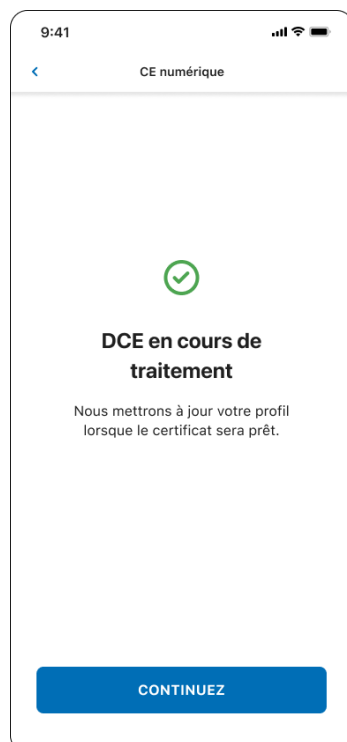 9:41
CE numérique
DCE en cours de
traitement
Nous mettrons à jour votre profil
lorsque le certificat sera prêt.
CONTINUEZ